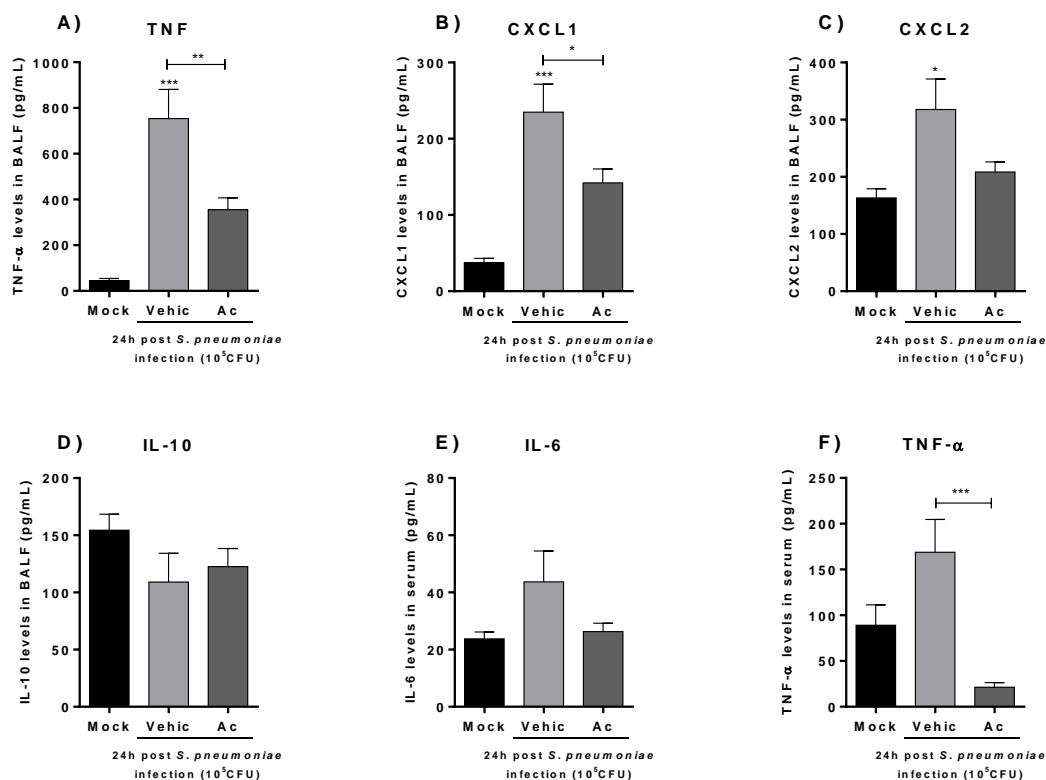 A) TNF
TNF-α levels in BALF (pg/mL)
1000
800
600
400
200
0
***
**
Mock Vehic Ac
24h post S. pneumoniae
infection (10⁵CFU)
B) CXCL1
CXCL1 levels in BALF (pg/mL)
300
200
100
0
***
*
Mock Vehic Ac
24h post S. pneumoniae
infection (10⁵CFU)
C) CXCL2
CXCL2 levels in BALF (pg/mL)
400
300
200
100
0
*
Mock Vehic Ac
24h post S. pneumoniae
infection (10⁵CFU)
D) IL-10
IL-10 levels in BALF (pg/mL)
200
150
100
50
0
Mock Vehic Ac
24h post S. pneumoniae
infection (10⁵CFU)
E) IL-6
IL-6 levels in serum (pg/mL)
80
60
40
20
0
Mock Vehic Ac
24h post S. pneumoniae
infection (10⁵CFU)
F) TNF-α
TNF-α levels in serum (pg/mL)
250
200
150
100
50
0
***
Mock Vehic Ac
24h post S. pneumoniae
infection (10⁵CFU)